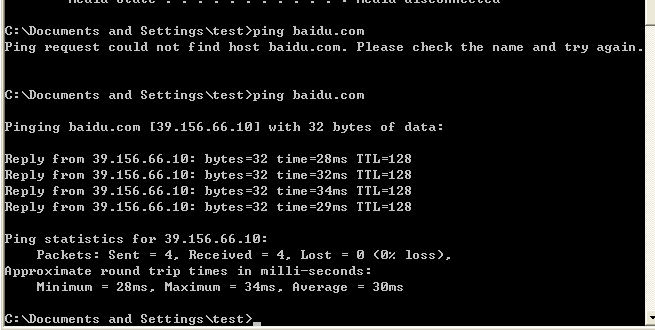 Media State . . . . . . . . . . . : Media disconnected
C:\Documents and Settings\test>ping baidu.com
Ping request could not find host baidu.com. Please check the name and try again.
C:\Documents and Settings\test>ping baidu.com
Pinging baidu.com [39.156.66.10] with 32 bytes of data:
Reply from 39.156.66.10: bytes=32 time=28ms TTL=128
Reply from 39.156.66.10: bytes=32 time=32ms TTL=128
Reply from 39.156.66.10: bytes=32 time=34ms TTL=128
Reply from 39.156.66.10: bytes=32 time=29ms TTL=128
Ping statistics for 39.156.66.10:
Packets: Sent = 4, Received = 4, Lost = 0 (0% loss),
Approximate round trip times in milli-seconds:
Minimum = 28ms, Maximum = 34ms, Average = 30ms
C:\Documents and Settings\test>_